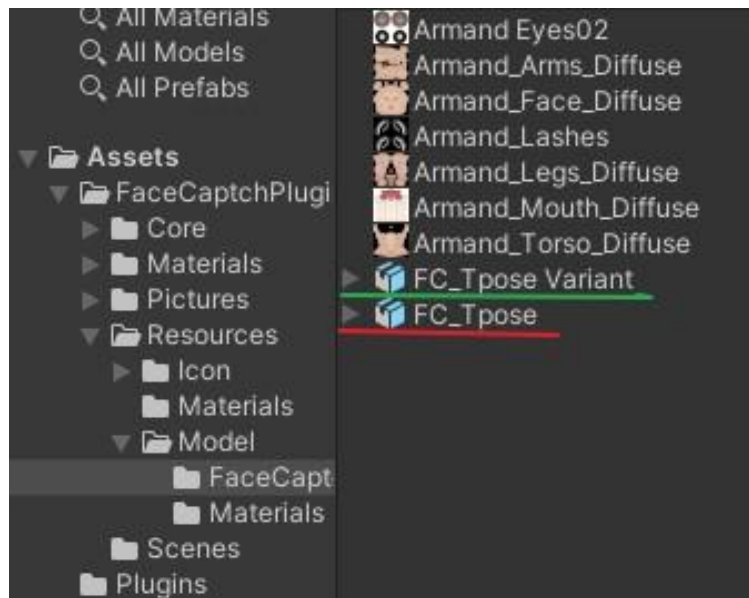 All Materials
All Models
All Prefabs
Assets
FaceCaptchPlugi
Core
Materials
Pictures
Resources
Icon
Materials
Model
FaceCapt
Materials
Scenes
Plugins
Armand Eyes02
Armand_Arms_Diffuse
Armand_Face_Diffuse
Armand_Lashes
Armand_Legs_Diffuse
Armand_Mouth_Diffuse
Armand_Torso_Diffuse
FC_Tpose Variant
FC_Tpose